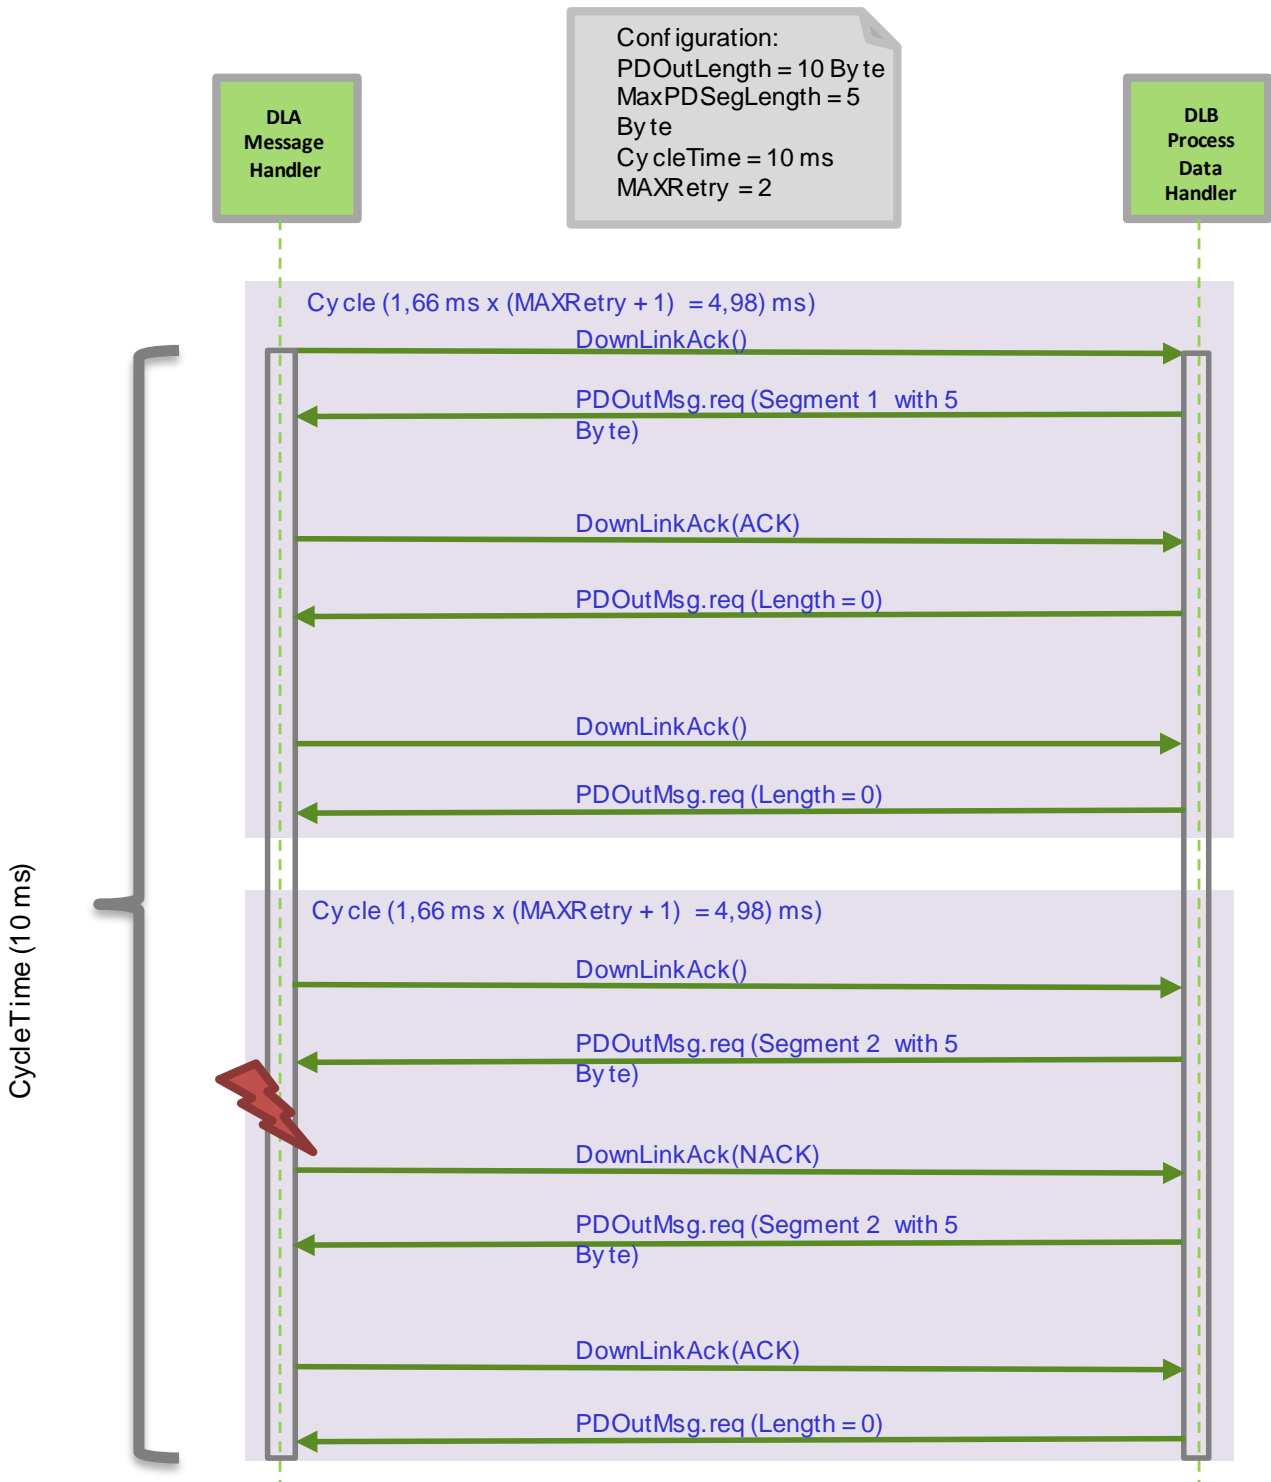 Configuration:
PDOutLength = 10 Byte
MaxPDSegLength = 5
Byte
CycleTime = 10 ms
MAXRetry = 2
DLA
Message
Handler
DLB
Process
Data
Handler
Cycle (1,66 ms x (MAXRetry + 1) = 4,98) ms)
DownLinkAck()
PDOutMsg.req (Segment 1 with 5
Byte)
DownLinkAck(ACK)
PDOutMsg.req (Length = 0)
DownLinkAck()
PDOutMsg.req (Length = 0)
CycleTime (10 ms)
Cycle (1,66 ms x (MAXRetry + 1) = 4,98) ms)
DownLinkAck()
PDOutMsg.req (Segment 2 with 5
Byte)
DownLinkAck(NACK)
PDOutMsg.req (Segment 2 with 5
Byte)
DownLinkAck(ACK)
PDOutMsg.req (Length = 0)